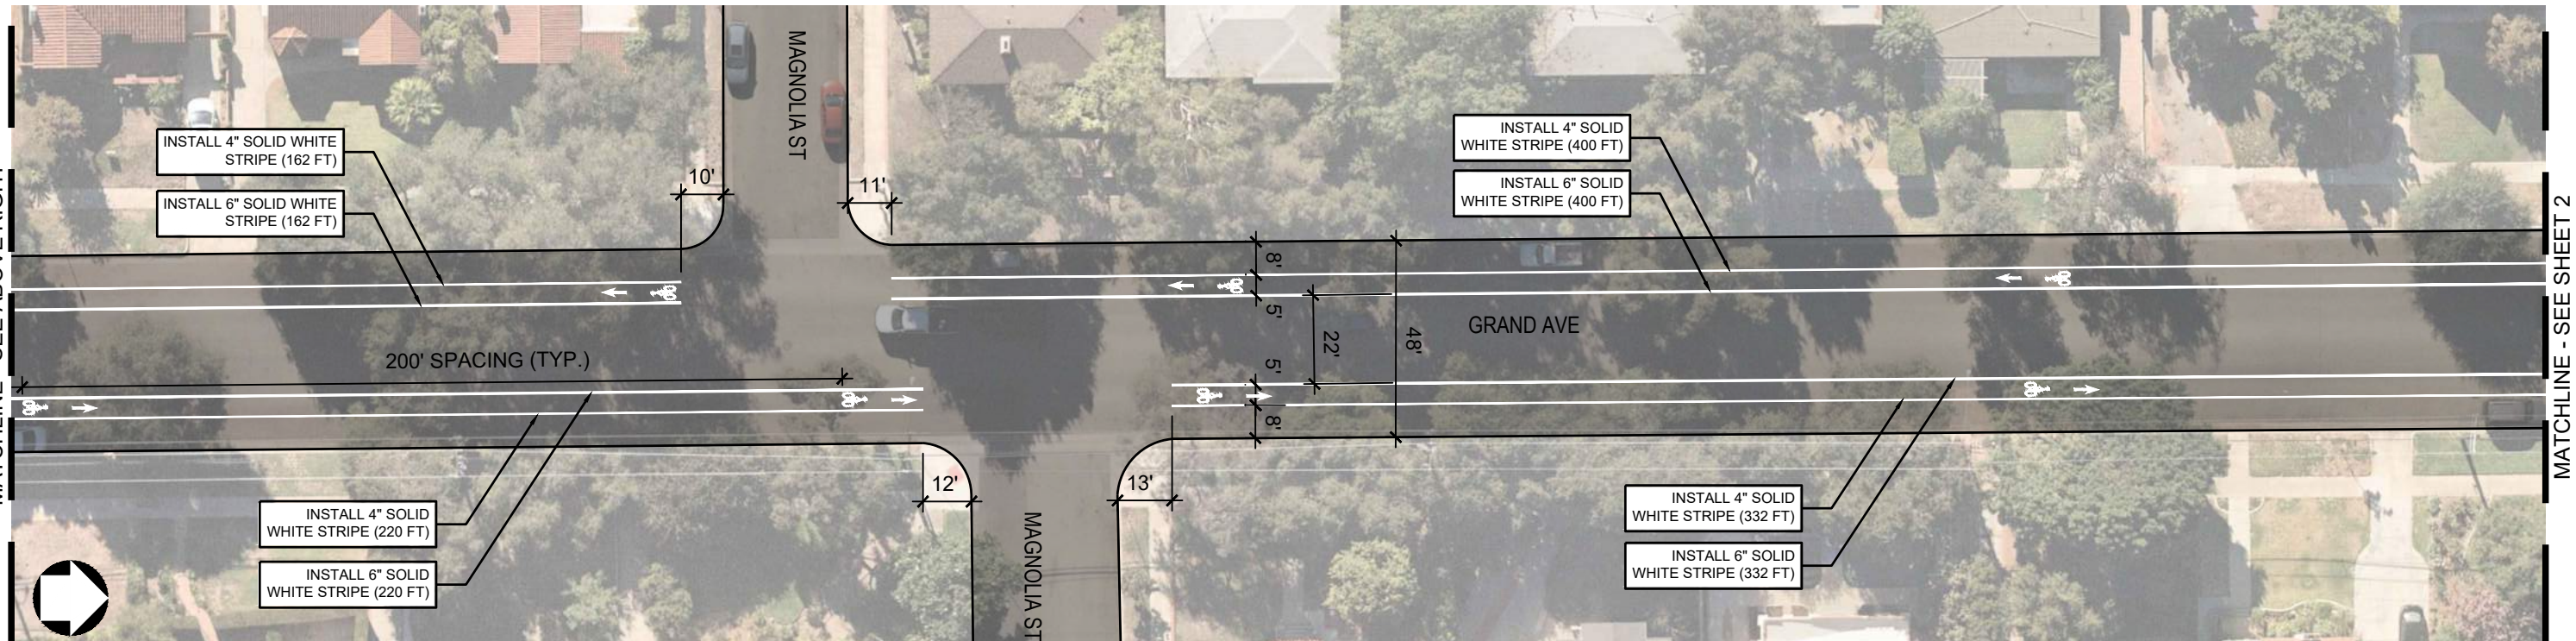 MAGNOLIA ST
INSTALL 4" SOLID WHITE
STRIPE (162 FT)
INSTALL 6" SOLID WHITE
STRIPE (162 FT)
10'
11'
INSTALL 4" SOLID
WHITE STRIPE (400 FT)
INSTALL 6" SOLID
WHITE STRIPE (400 FT)
8'
5'
22'
48'
5'
8'
GRAND AVE
200' SPACING (TYP.)
12'
13'
INSTALL 4" SOLID
WHITE STRIPE (220 FT)
INSTALL 6" SOLID
WHITE STRIPE (220 FT)
MAGNOLIA ST
INSTALL 4" SOLID
WHITE STRIPE (332 FT)
INSTALL 6" SOLID
WHITE STRIPE (332 FT)
MATCHLINE - SEE SHEET 2